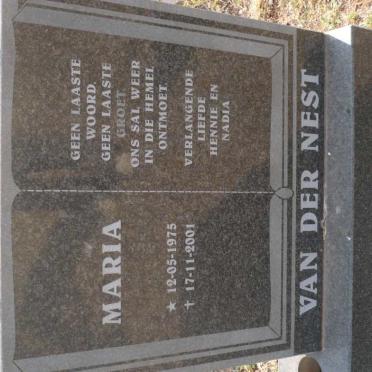 MARIA
★ 12-05-1975
✝ 17-11-2001
GEEN LAASTE
WOORD,
GEEN LAASTE
GROET.
ONS SAL WEER
IN DIE HEMEL
ONTMOET.
VERLANGENDE
LIEFDE
HENNIE EN
NADIA
VAN DER NEST